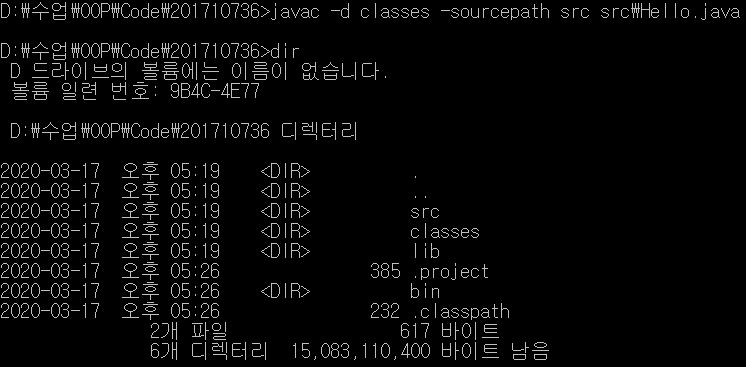 D:₩수업₩OOP₩Code₩201710736>javac -d classes -sourcepath src src₩Hello.java
D:₩수업₩OOP₩Code₩201710736>dir
D 드라이브의 볼륨에는 이름이 없습니다.
볼륨 일련 번호: 9B4C-4E77
D:₩수업₩OOP₩Code₩201710736 디렉터리
2020-03-17 오후 05:19 <DIR> .
2020-03-17 오후 05:19 <DIR> ..
2020-03-17 오후 05:19 <DIR> src
2020-03-17 오후 05:19 <DIR> classes
2020-03-17 오후 05:19 <DIR> lib
2020-03-17 오후 05:26 385 .project
2020-03-17 오후 05:26 <DIR> bin
2020-03-17 오후 05:26 232 .classpath
2개 파일 617 바이트
6개 디렉터리 15,083,110,400 바이트 남음